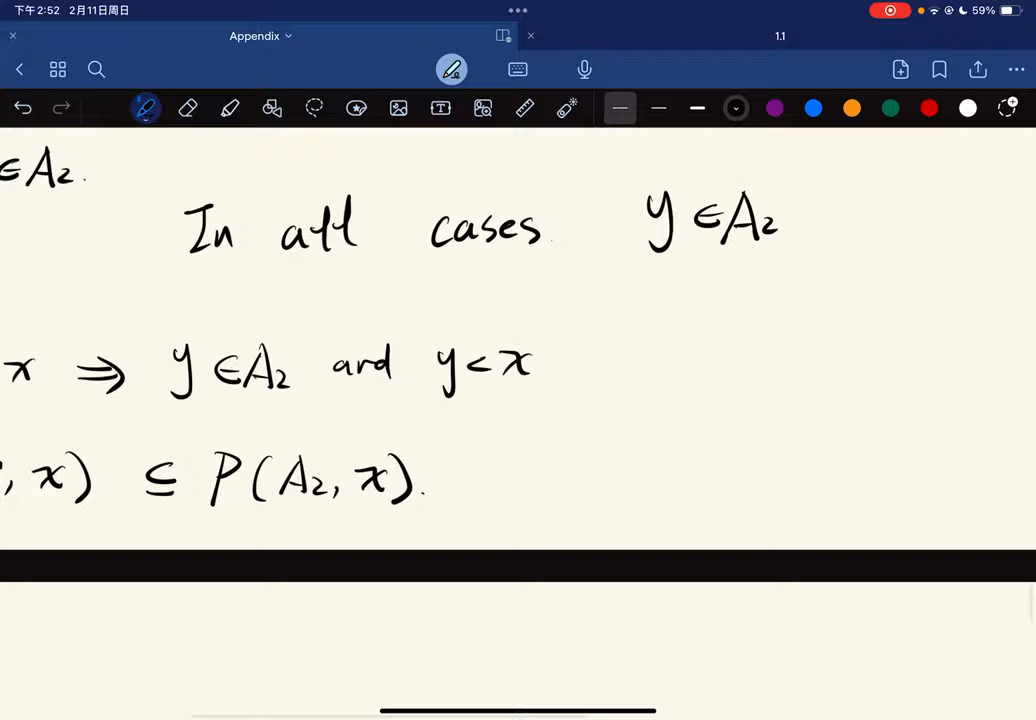 下午2:52 2月11日周日 59%
Appendix 1.1
∈ A₂.
In all cases. y ∈ A₂
x ⟹ y ∈ A₂ and y < x
, x) ⊆ P(A₂, x).